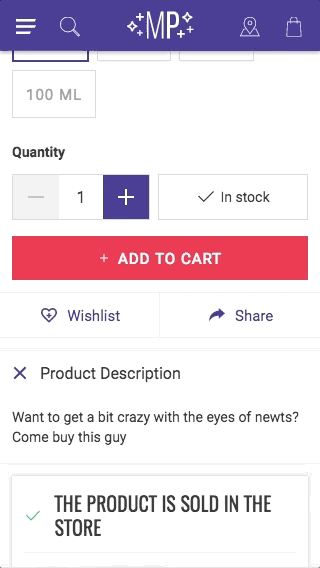 MP
100 ML
Quantity
1
In stock
+ ADD TO CART
Wishlist
Share
Product Description
Want to get a bit crazy with the eyes of newts?
Come buy this guy
THE PRODUCT IS SOLD IN THE
STORE